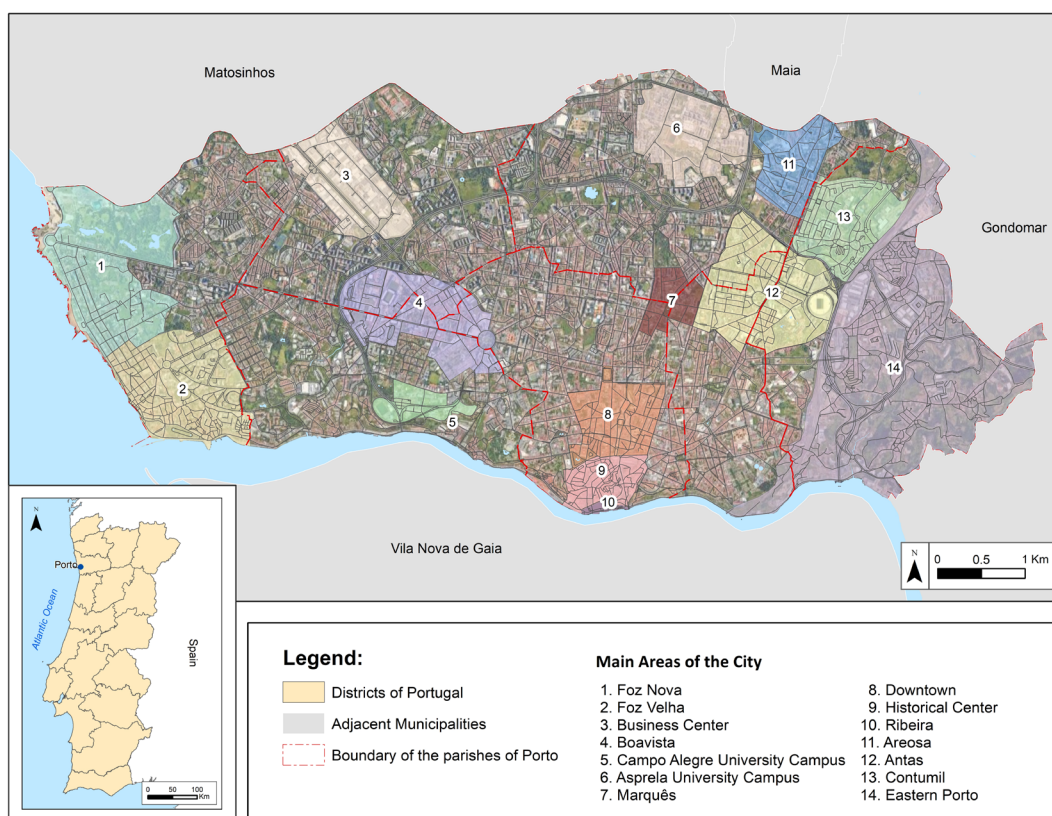 Matosinhos
Maia
6
11
3
13
Gondomar
1
12
7
4
14
2
8
5
9
10
Vila Nova de Gaia
N
0 0.5 1 Km
N
Porto
Atlantic Ocean
Spain
0 50 100
Km
Legend:
Districts of Portugal
Adjacent Municipalities
Boundary of the parishes of Porto
Main Areas of the City
1. Foz Nova
2. Foz Velha
3. Business Center
4. Boavista
5. Campo Alegre University Campus
6. Asprela University Campus
7. Marquês
8. Downtown
9. Historical Center
10. Ribeira
11. Areosa
12. Antas
13. Contumil
14. Eastern Porto